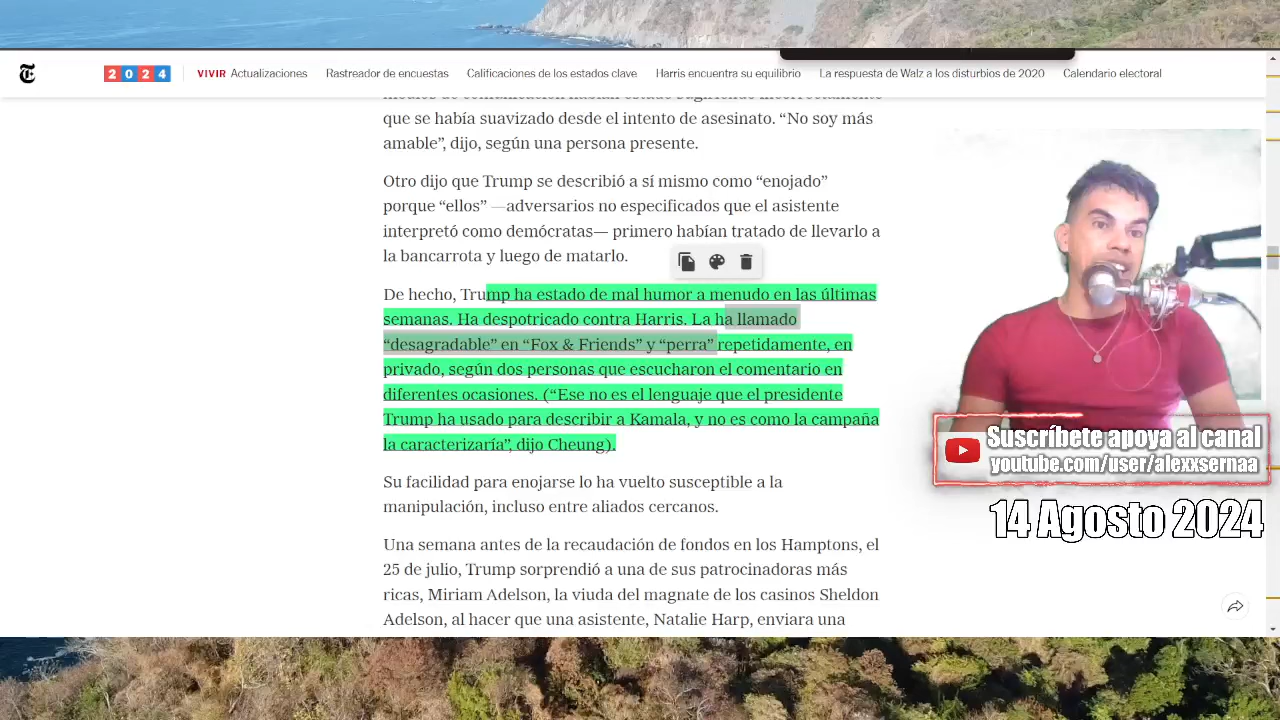 2024 VIVIR Actualizaciones Rastreador de encuestas Calificaciones de los estados clave Harris encuentra su equilibrio La respuesta de Walz a los disturbios de 2020 Calendario electoral
que se había suavizado desde el intento de asesinato. “No soy más
amable”, dijo, según una persona presente.
Otro dijo que Trump se describió a sí mismo como “enojado”
porque “ellos” —adversarios no especificados que el asistente
interpretó como demócratas— primero habían tratado de llevarlo a
la bancarrota y luego de matarlo.
De hecho, Trump ha estado de mal humor a menudo en las últimas
semanas. Ha despotricado contra Harris. La ha llamado
“desagradable” en “Fox & Friends” y “perra” repetidamente, en
privado, según dos personas que escucharon el comentario en
diferentes ocasiones. (“Ese no es el lenguaje que el presidente
Trump ha usado para describir a Kamala, y no es como la campaña
la caracterizaría”, dijo Cheung).
Su facilidad para enojarse lo ha vuelto susceptible a la
manipulación, incluso entre aliados cercanos.
Una semana antes de la recaudación de fondos en los Hamptons, el
25 de julio, Trump sorprendió a una de sus patrocinadoras más
ricas, Miriam Adelson, la viuda del magnate de los casinos Sheldon
Adelson, al hacer que una asistente, Natalie Harp, enviara una
Suscríbete apoya al canal
youtube.com/user/alexxsernaa
14 Agosto 2024